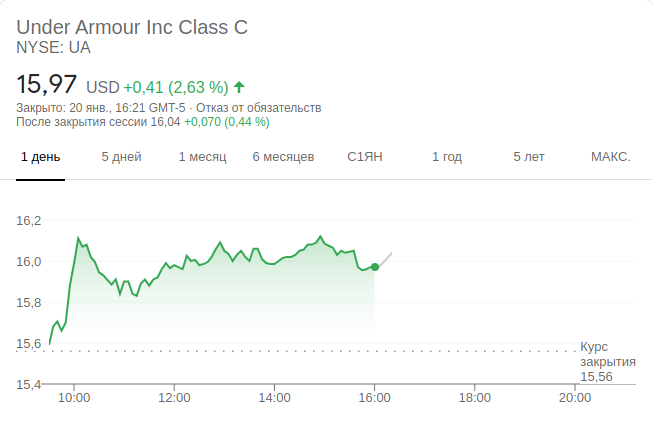 Under Armour Inc Class C
NYSE: UA
15,97 USD +0,41 (2,63 %)
Закрыто: 20 янв., 16:21 GMT-5 · Отказ от обязательств
После закрытия сессии 16,04 +0,070 (0,44 %)
1 день 5 дней 1 месяц 6 месяцев С1ЯН 1 год 5 лет МАКС.
16,2
16,0
15,8
15,6
Курс
закрытия
15,56
15,4
10:00 12:00 14:00 16:00 18:00 20:00